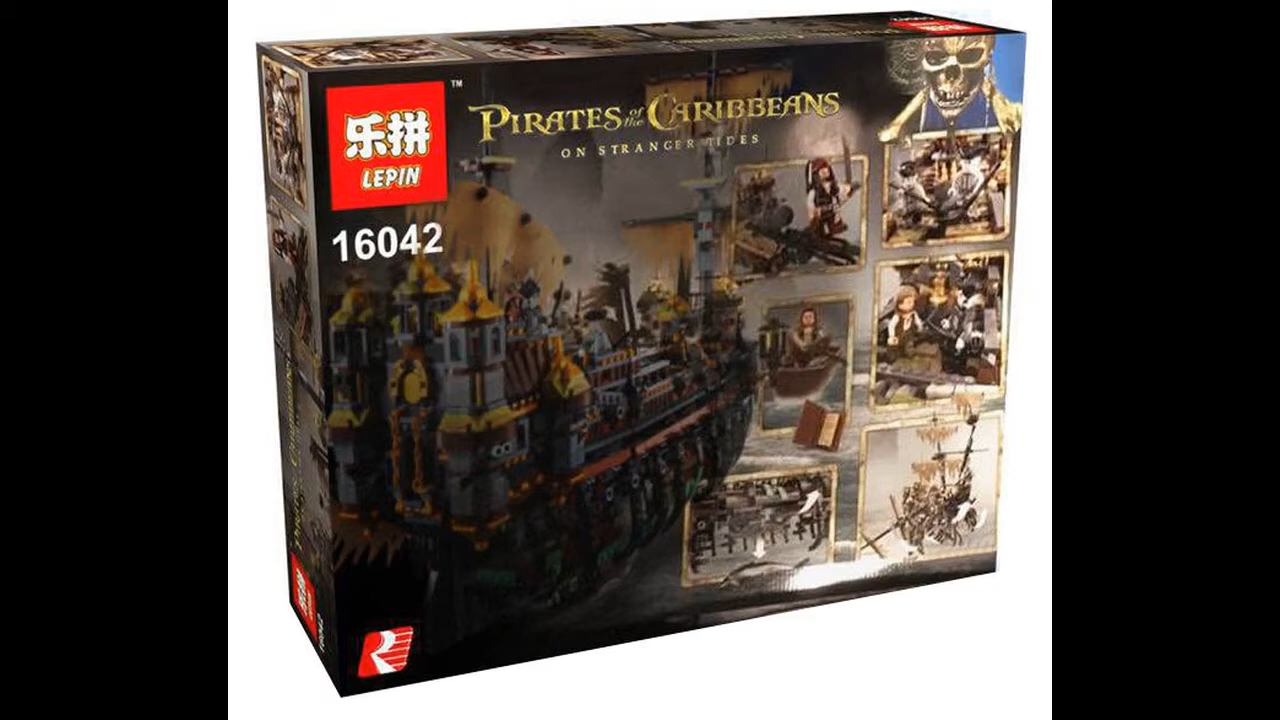 乐拼
LEPIN
™
16042
PIRATES of the CARIBBEANS
ON STRANGER TIDES